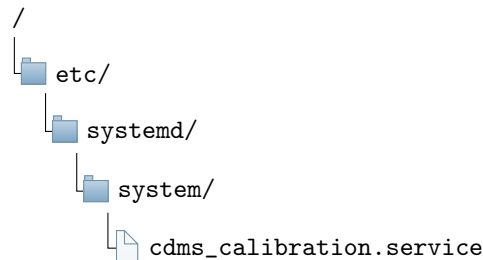 /
etc/
systemd/
system/
cdms_calibration.service